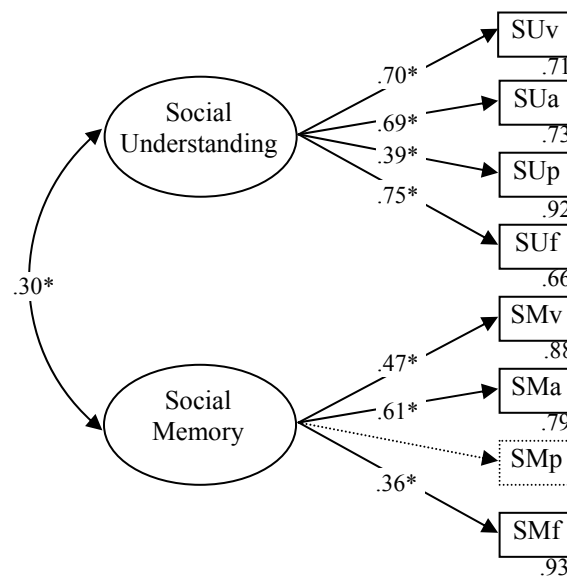 SUv
.71
.70*
Social
Understanding
SUa
.73
.69*
.39*
SUp
.92
.75*
SUf
.66
.30*
SMv
.88
.47*
Social
Memory
SMa
.79
.61*
SMp
.36*
SMf
.93